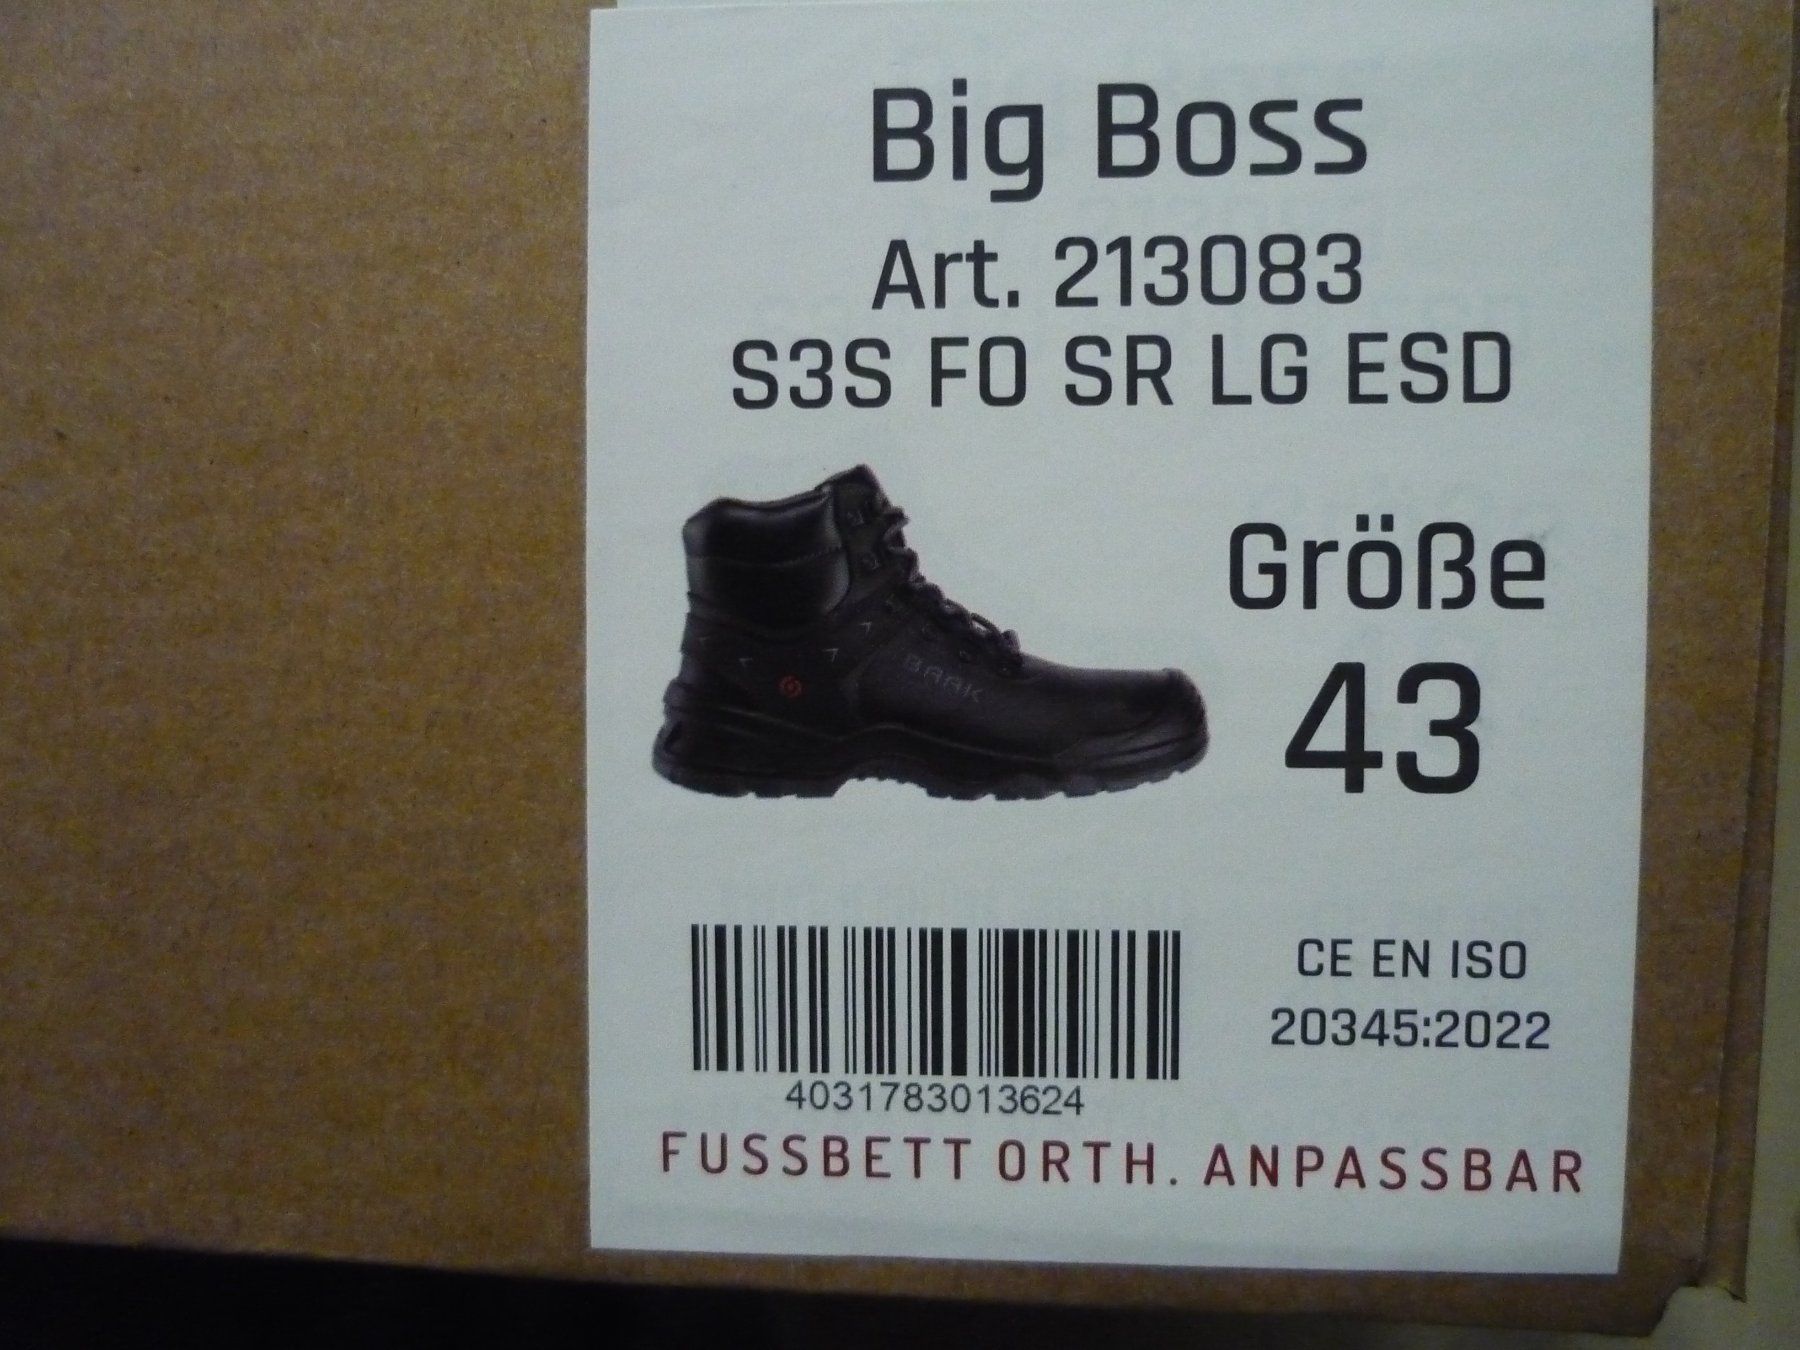 Big Boss
Art. 213083
S3S FO SR LG ESD
BAAK
Größe
43
4031783013624
CE EN ISO
20345:2022
FUSSBETT ORTH. ANPASSBAR